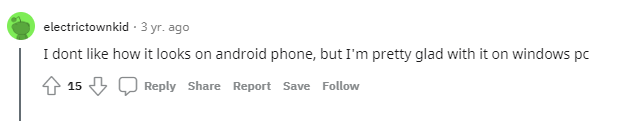 electrictownkid · 3 yr. ago
I dont like how it looks on android phone, but I'm pretty glad with it on windows pc
15 Reply Share Report Save Follow